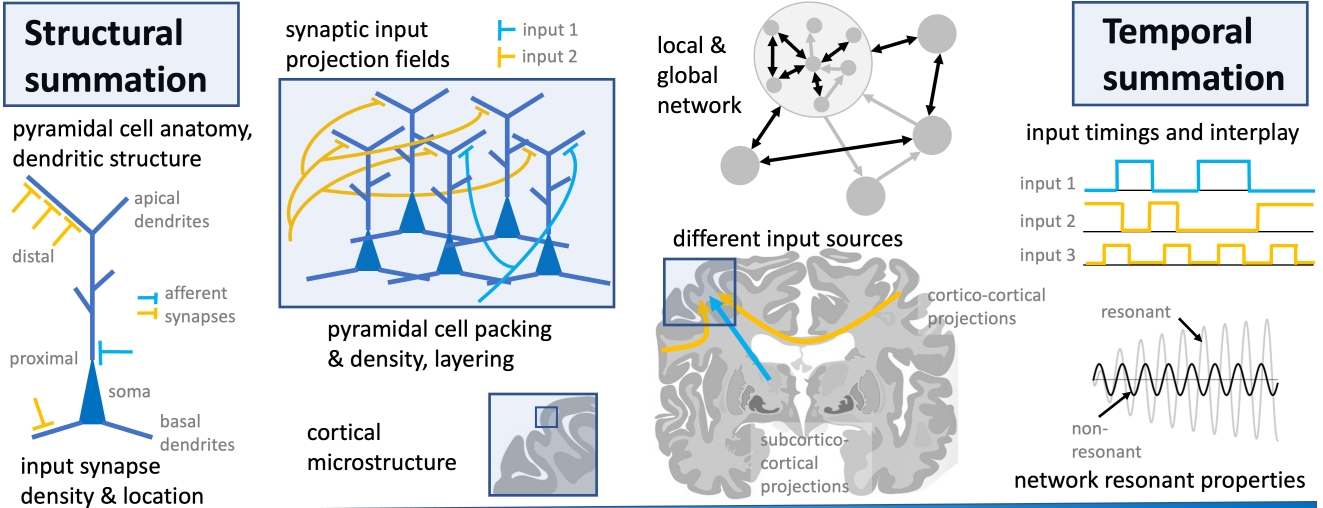 Structural
summation
pyramidal cell anatomy,
dendritic structure
apical
dendrites
distal
afferent
synapses
proximal
soma
basal
dendrites
input synapse
density & location
synaptic input
projection fields
input 1
input 2
pyramidal cell packing
& density, layering
cortical
microstructure
local &
global
network
different input sources
cortico-cortical
projections
subcortico-
cortical
projections
Temporal
summation
input timings and interplay
input 1
input 2
input 3
resonant
non-
resonant
network resonant properties